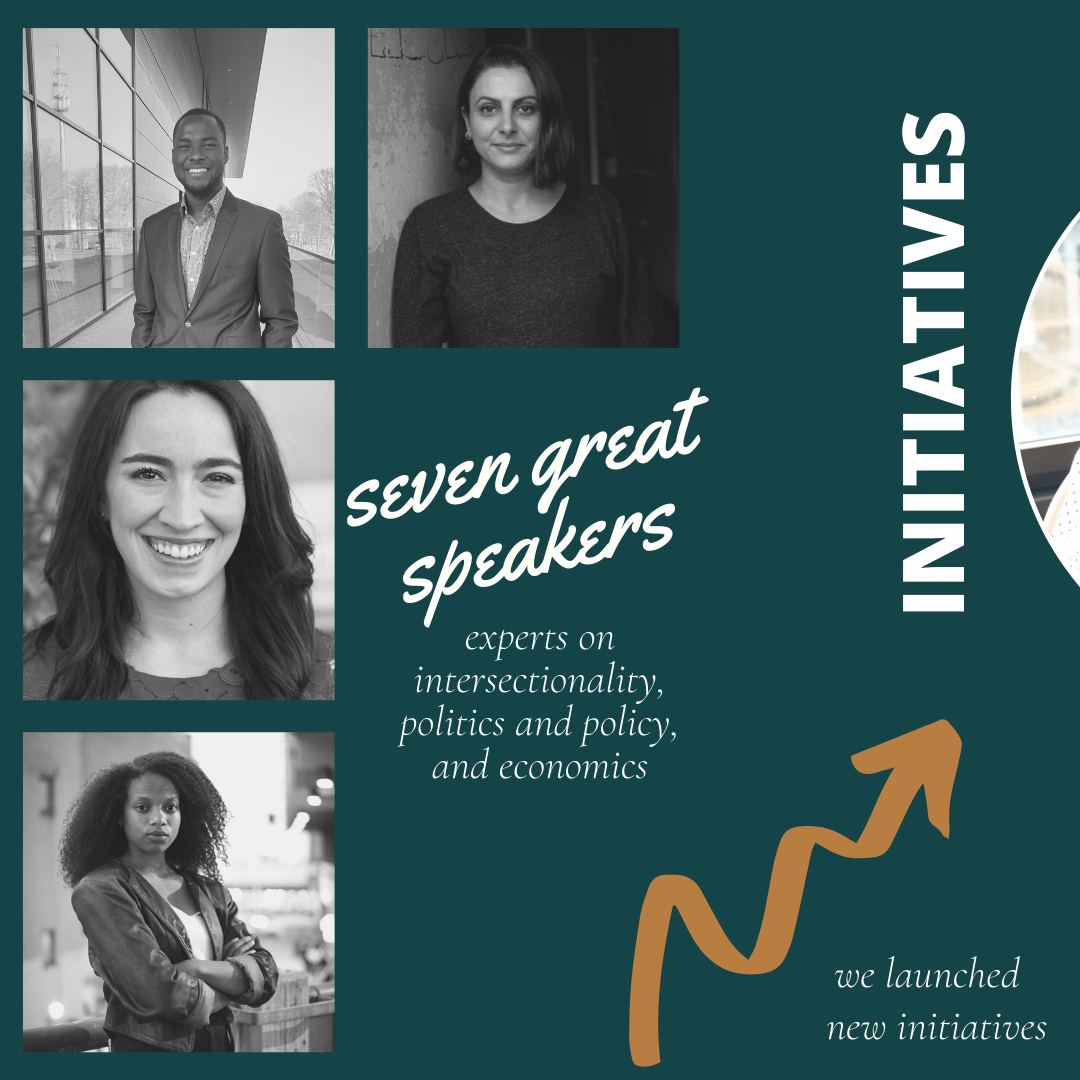 seven great
speakers
experts on
intersectionality,
politics and policy,
and economics
INITIATIVES
we launched
new initiatives